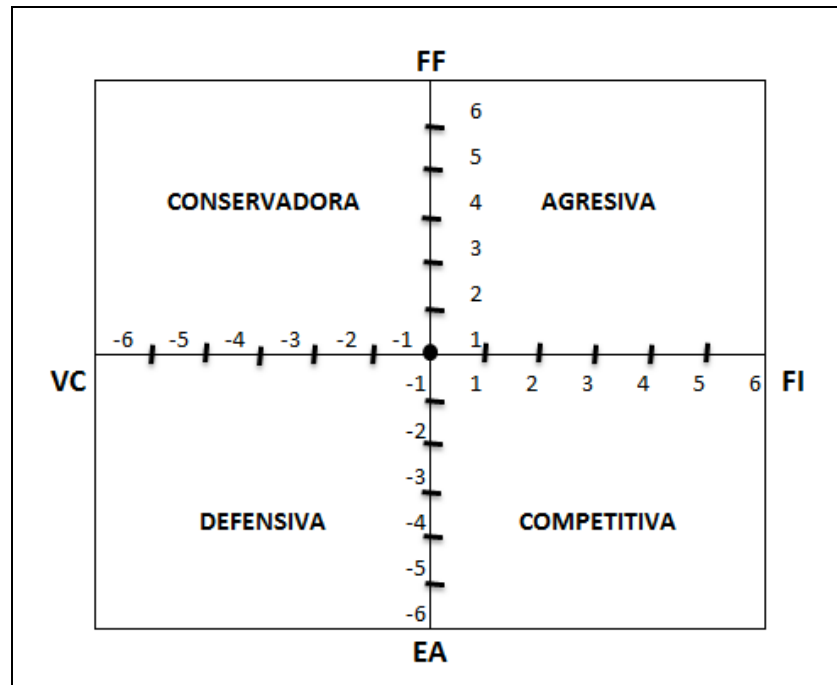 FF
6
5
CONSERVADORA AGRESIVA
4
3
2
-6 -5 -4 -3 -2 -1 1
VC -1 1 2 3 4 5 6 FI
-2
-3
DEFENSIVA -4 COMPETITIVA
-5
-6
EA